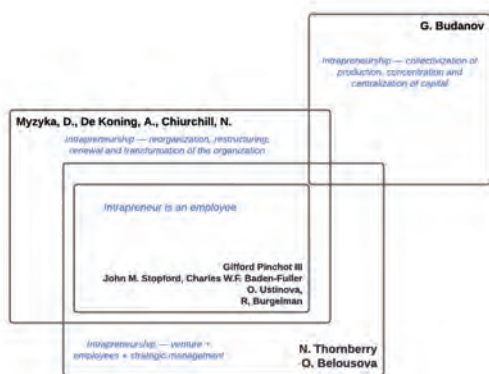 G. Budanov
Intrapreneurship — collectivization of
production, concentration and
centralization of capital
Myzyka, D., De Koning, A., Chiurchill, N.
Intrapreneurship — reorganization, restructuring,
renewal and transformation of the organization
Intrapreneur is an employee
Gifford Pinchot III
John M. Stopford, Charles W.F. Baden-Fuller
O. Ustinova,
R, Burgelman
Intrapreneurship — venture +
employees + strategic management
N. Thornberry
O. Belousova